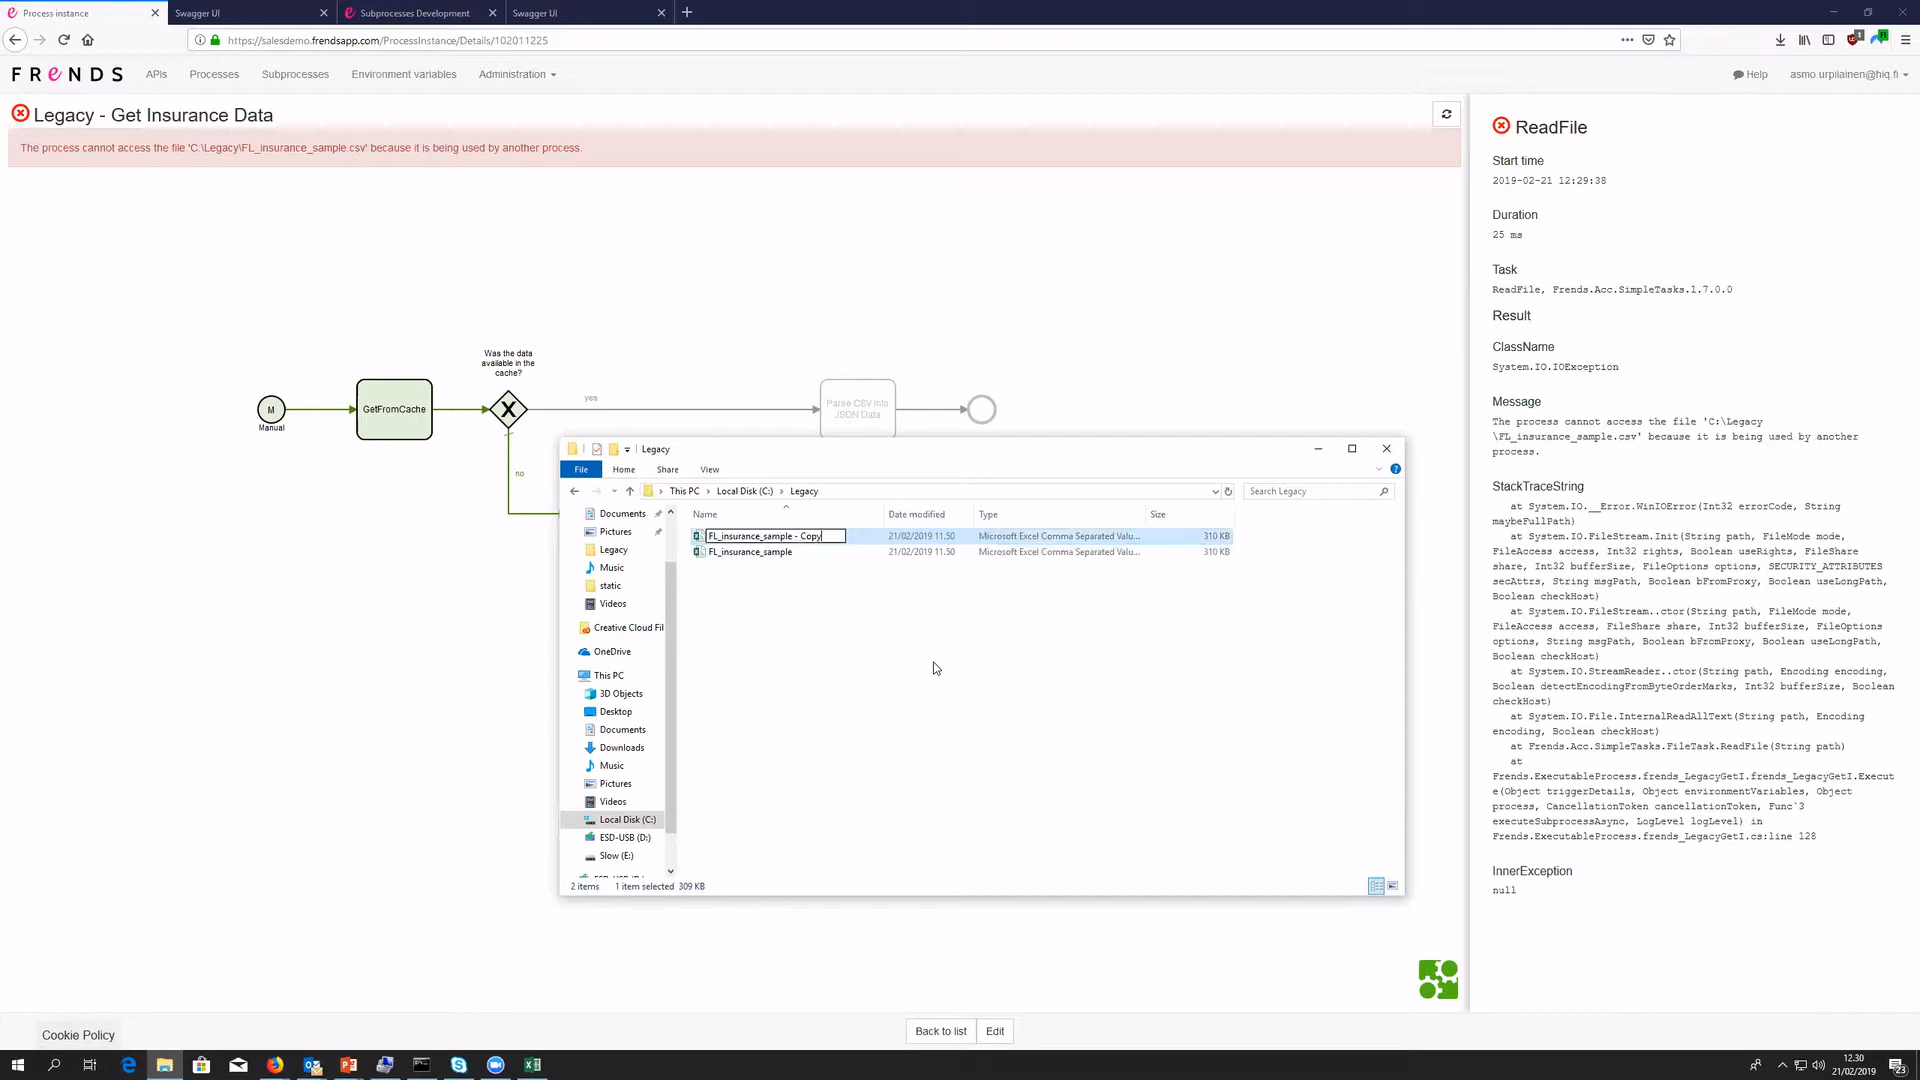 Process instance
Swagger UI
Subprocesses Development
Swagger UI
https://salesdemo.frendsapp.com/ProcessInstance/Details/102011225
FRENDS
APIs
Processes
Subprocesses
Environment variables
Administration
Help
asmo.urpilainen@hiq.fi
Legacy - Get Insurance Data
The process cannot access the file 'C:\Legacy\FL_insurance_sample.csv' because it is being used by another process.
M
Manual
GetFromCache
Was the data
available in the
cache?
X
yes
no
Parse CSV Into
JSON Data
Legacy
File
Home
Share
View
This PC
Local Disk (C:)
Legacy
Search Legacy
Name
Date modified
Type
Size
FL_insurance_sample - Copy
21/02/2019 11.50
Microsoft Excel Comma Separated Valu...
310 KB
FL_insurance_sample
21/02/2019 11.50
Microsoft Excel Comma Separated Valu...
310 KB
Documents
Pictures
Legacy
Music
static
Videos
Creative Cloud Fil
OneDrive
This PC
3D Objects
Desktop
Documents
Downloads
Music
Pictures
Videos
Local Disk (C:)
ESD-USB (D:)
Slow (E:)
2 items
1 item selected 309 KB
ReadFile
Start time
2019-02-21 12:29:38
Duration
25 ms
Task
ReadFile, Frends.Acc.SimpleTasks.1.7.0.0
Result
ClassName
System.IO.IOException
Message
The process cannot access the file 'C:\Legacy
\FL_insurance_sample.csv' because it is being used by another
process.
StackTraceString
at System.IO.__Error.WinIOError(Int32 errorCode, String
maybeFullPath)
at System.IO.FileStream.Init(String path, FileMode mode,
FileAccess access, Int32 rights, Boolean useRights, FileShare
share, Int32 bufferSize, FileOptions options, SECURITY_ATTRIBUTES
secAttrs, String msgPath, Boolean bFromProxy, Boolean useLongPath,
Boolean checkHost)
at System.IO.FileStream..ctor(String path, FileMode mode,
FileAccess access, FileShare share, Int32 bufferSize, FileOptions
options, String msgPath, Boolean bFromProxy, Boolean useLongPath,
Boolean checkHost)
at System.IO.StreamReader..ctor(String path, Encoding encoding,
Boolean detectEncodingFromByteOrderMarks, Int32 bufferSize, Boolean
checkHost)
at System.IO.File.InternalReadAllText(String path, Encoding
encoding, Boolean checkHost)
at Frends.Acc.SimpleTasks.FileTask.ReadFile(String path)
at
Frends.ExecutableProcess.frends_LegacyGetI.frends_LegacyGetI.Execut
e(Object triggerDetails, Object environmentVariables, Object
process, CancellationToken cancellationToken, Func`3
executeSubprocessAsync, LogLevel logLevel) in
Frends.ExecutableProcess.frends_LegacyGetI.cs:line 128
InnerException
null
Cookie Policy
Back to list
Edit
12.30
21/02/2019
23